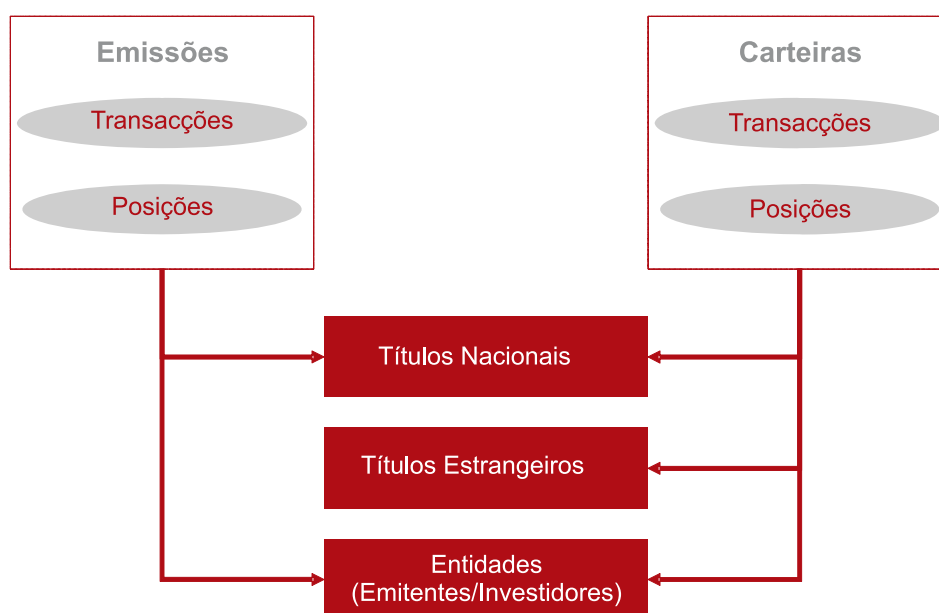 Emissões
Transacções
Posições
Carteiras
Transacções
Posições
Títulos Nacionais
Títulos Estrangeiros
Entidades
(Emitentes/Investidores)